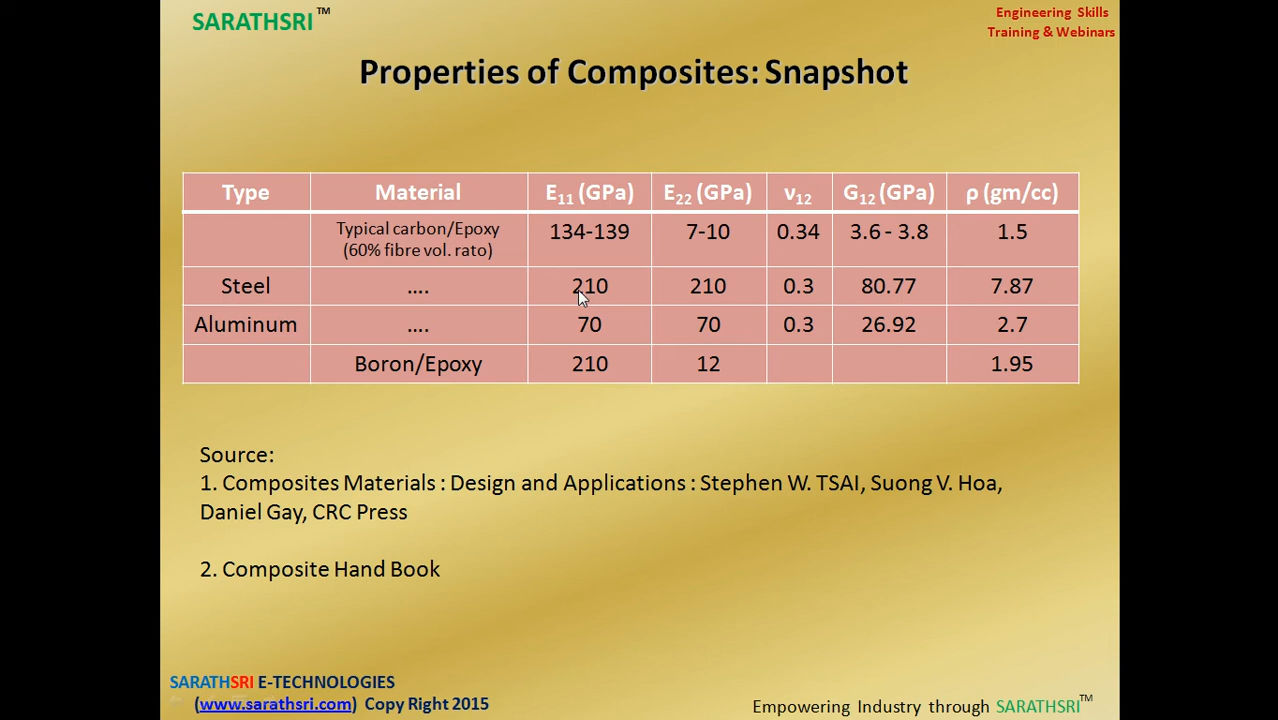 SARATHSRI™
Engineering Skills
Training & Webinars
Properties of Composites: Snapshot
Type Material E11 (GPa) E22 (GPa) ν12 G12 (GPa) ρ (gm/cc)
Typical carbon/Epoxy
(60% fibre vol. rato) 134-139 7-10 0.34 3.6 - 3.8 1.5
Steel .... 210 210 0.3 80.77 7.87
Aluminum .... 70 70 0.3 26.92 2.7
Boron/Epoxy 210 12 1.95
Source:
1. Composites Materials : Design and Applications : Stephen W. TSAI, Suong V. Hoa,
Daniel Gay, CRC Press
2. Composite Hand Book
SARATHSRI E-TECHNOLOGIES
(www.sarathsri.com) Copy Right 2015
Empowering Industry through SARATHSRI™